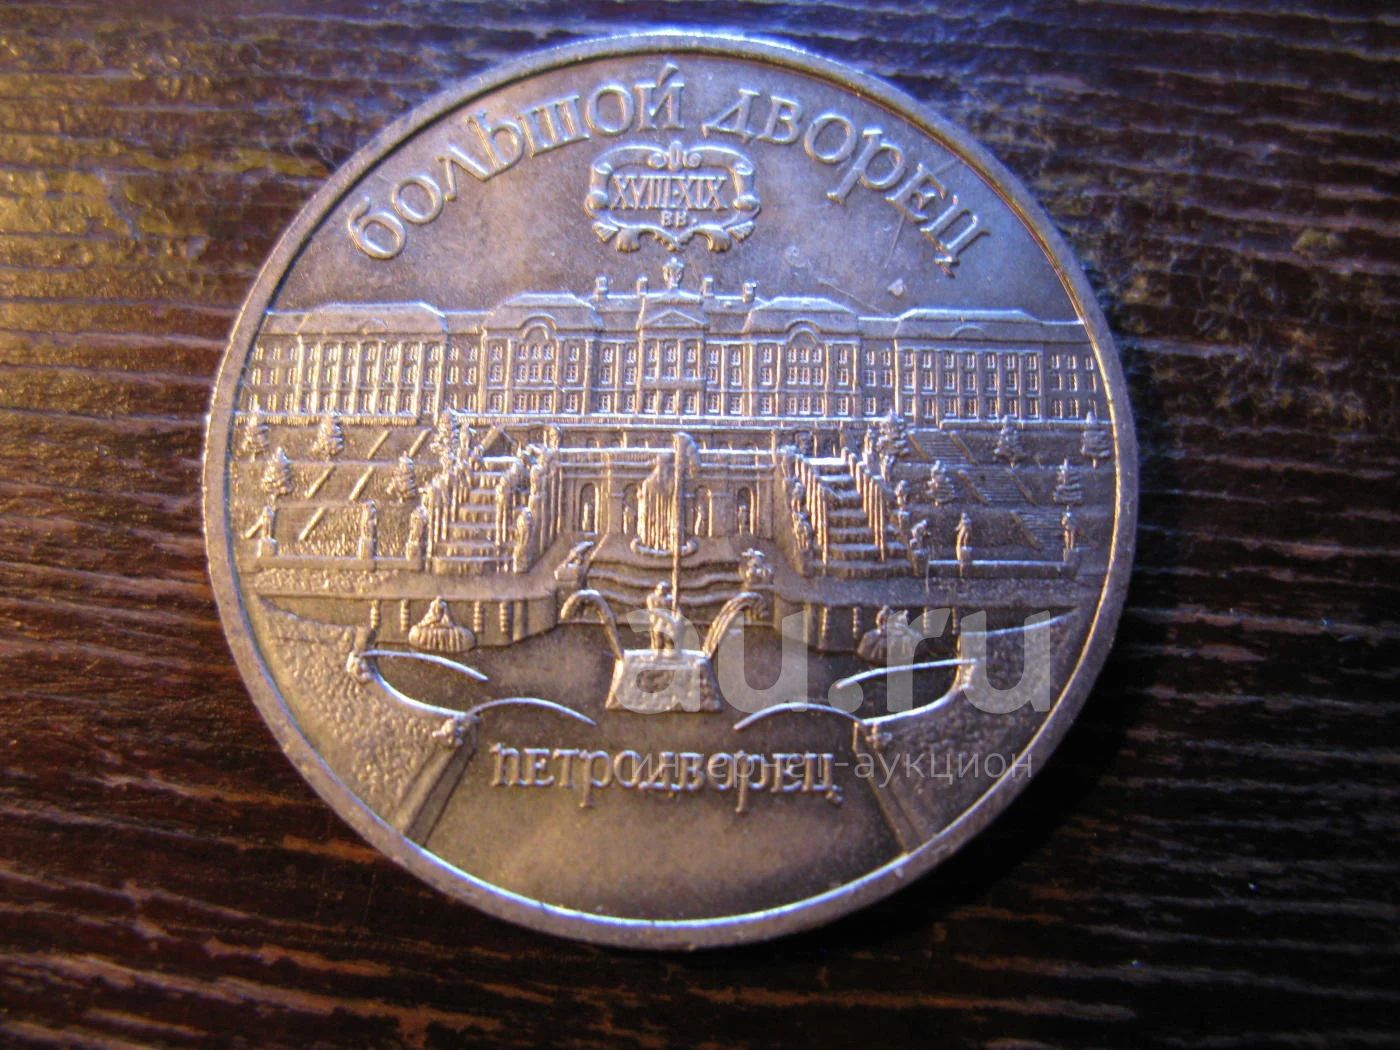 большой дворец
XVIII-XIX
ВВ.
au.ru
интернет-аукцион
петродворец